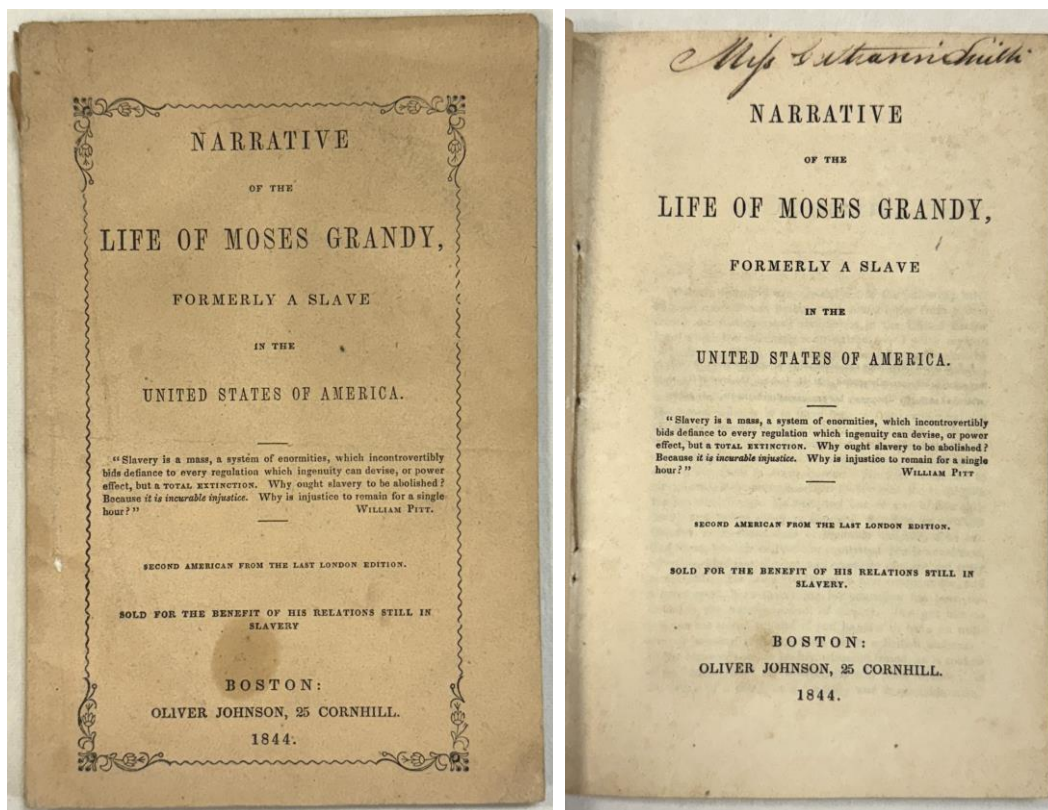 NARRATIVE
OF THE
LIFE OF MOSES GRANDY,
FORMERLY A SLAVE
IN THE
UNITED STATES OF AMERICA.
"Slavery is a mass, a system of enormities, which incontrovertibly
bids defiance to every regulation which ingenuity can devise, or power
effect, but a TOTAL EXTINCTION. Why ought slavery to be abolished?
Because it is incurable injustice. Why is injustice to remain for a single
hour?" WILLIAM PITT.
SECOND AMERICAN FROM THE LAST LONDON EDITION.
SOLD FOR THE BENEFIT OF HIS RELATIONS STILL IN
SLAVERY
BOSTON:
OLIVER JOHNSON, 25 CORNHILL.
1844.
Miss Smith
NARRATIVE
OF THE
LIFE OF MOSES GRANDY,
FORMERLY A SLAVE
IN THE
UNITED STATES OF AMERICA.
"Slavery is a mass, a system of enormities, which incontrovertibly
bids defiance to every regulation which ingenuity can devise, or power
effect, but a TOTAL EXTINCTION. Why ought slavery to be abolished?
Because it is incurable injustice. Why is injustice to remain for a single
hour?" WILLIAM PITT
SECOND AMERICAN FROM THE LAST LONDON EDITION.
SOLD FOR THE BENEFIT OF HIS RELATIONS STILL IN
SLAVERY.
BOSTON:
OLIVER JOHNSON, 25 CORNHILL.
1844.